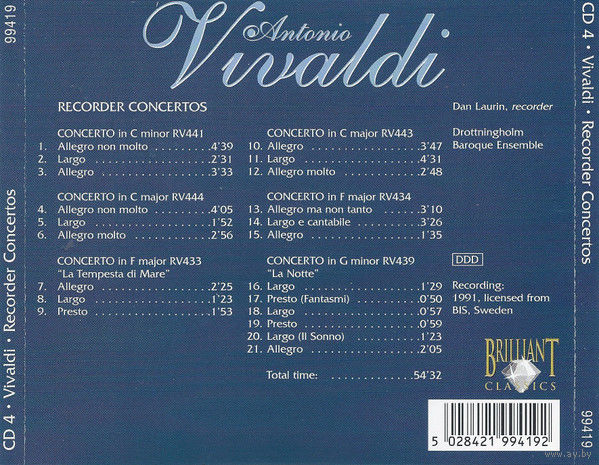 99419
CD 4 • Vivaldi • Recorder Concertos
Antonio
Vivaldi
RECORDER CONCERTOS
CONCERTO in C minor RV441
1. Allegro non molto ..........4'39
2. Largo ..........2'31
3. Allegro ..........3'33
CONCERTO in C major RV444
4. Allegro non molto ..........4'05
5. Largo ..........1'52
6. Allegro molto ..........2'56
CONCERTO in F major RV433
"La Tempesta di Mare"
7. Allegro ..........2'25
8. Largo ..........1'23
9. Presto ..........1'53
CONCERTO in C major RV443
10. Allegro ..........3'47
11. Largo ..........4'31
12. Allegro molto ..........2'48
CONCERTO in F major RV434
13. Allegro ma non tanto ..........3'10
14. Largo e cantabile ..........3'26
15. Allegro ..........1'35
CONCERTO in G minor RV439
"La Notte"
16. Largo ..........1'29
17. Presto (Fantasmi) ..........0'50
18. Largo ..........0'57
19. Presto ..........0'59
20. Largo (Il Sonno) ..........1'23
21. Allegro ..........2'05
Total time: ..........54'32
Dan Laurin, recorder
Drottningholm
Baroque Ensemble
DDD
Recording:
1991, licensed from
BIS, Sweden
BRILLIANT
CLASSICS
5 028421 994192
www.ay.by
CD 4 • Vivaldi • Recorder Concertos
99419